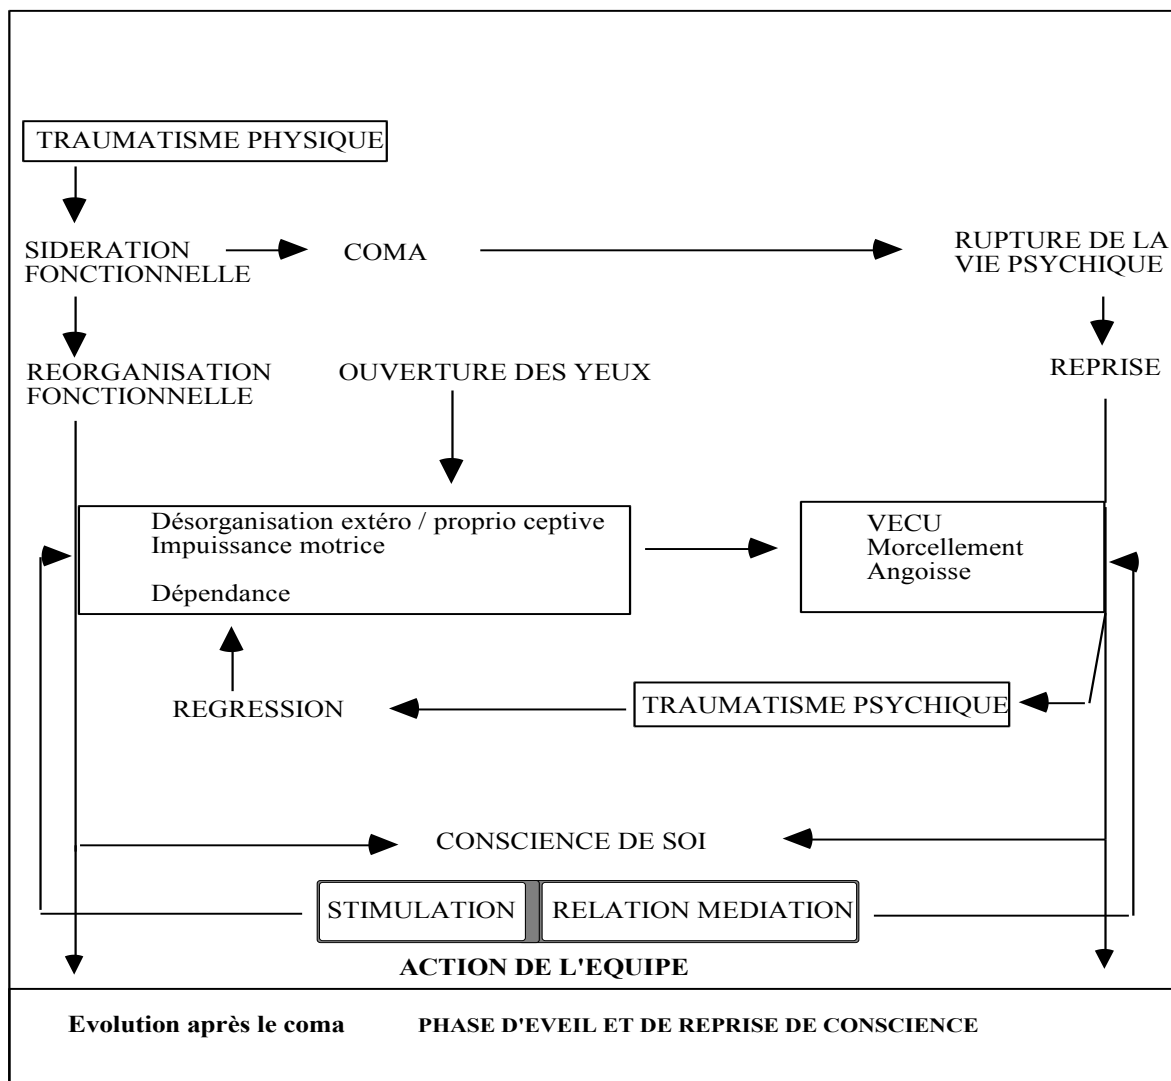 TRAUMATISME PHYSIQUE
SIDERATION
FONCTIONNELLE
COMA
RUPTURE DE LA
VIE PSYCHIQUE
REORGANISATION
FONCTIONNELLE
OUVERTURE DES YEUX
REPRISE
Désorganisation extéro / proprio ceptive
Impuissance motrice
Dépendance
VECU
Morcellement
Angoisse
REGRESSION
TRAUMATISME PSYCHIQUE
CONSCIENCE DE SOI
STIMULATION
RELATION MEDIATION
ACTION DE L'EQUIPE
Evolution après le coma PHASE D'EVEIL ET DE REPRISE DE CONSCIENCE